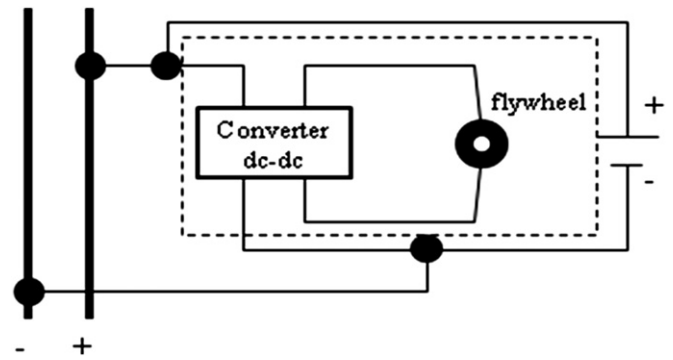 flywheel
+
Converter
dc-dc
-
- +